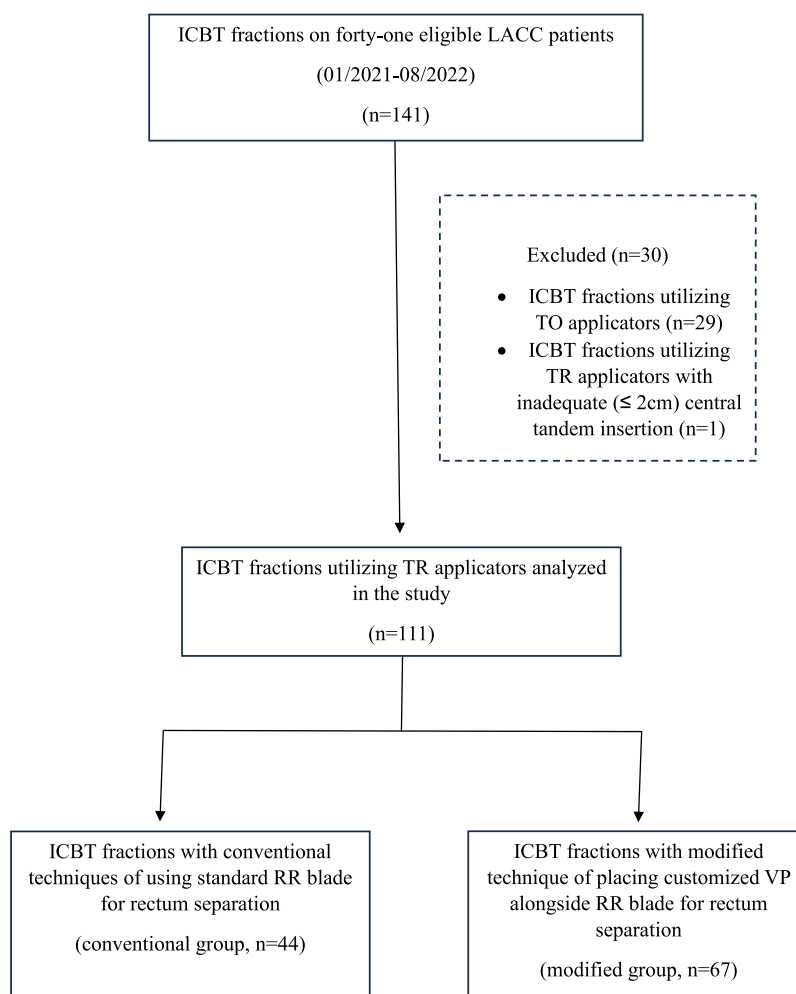 ICBT fractions on forty-one eligible LACC patients
(01/2021-08/2022)
(n=141)
Excluded (n=30)
• ICBT fractions utilizing
TO applicators (n=29)
• ICBT fractions utilizing
TR applicators with
inadequate (≤ 2cm) central
tandem insertion (n=1)
ICBT fractions utilizing TR applicators analyzed
in the study
(n=111)
ICBT fractions with conventional
techniques of using standard RR blade
for rectum separation
(conventional group, n=44)
ICBT fractions with modified
technique of placing customized VP
alongside RR blade for rectum
separation
(modified group, n=67)